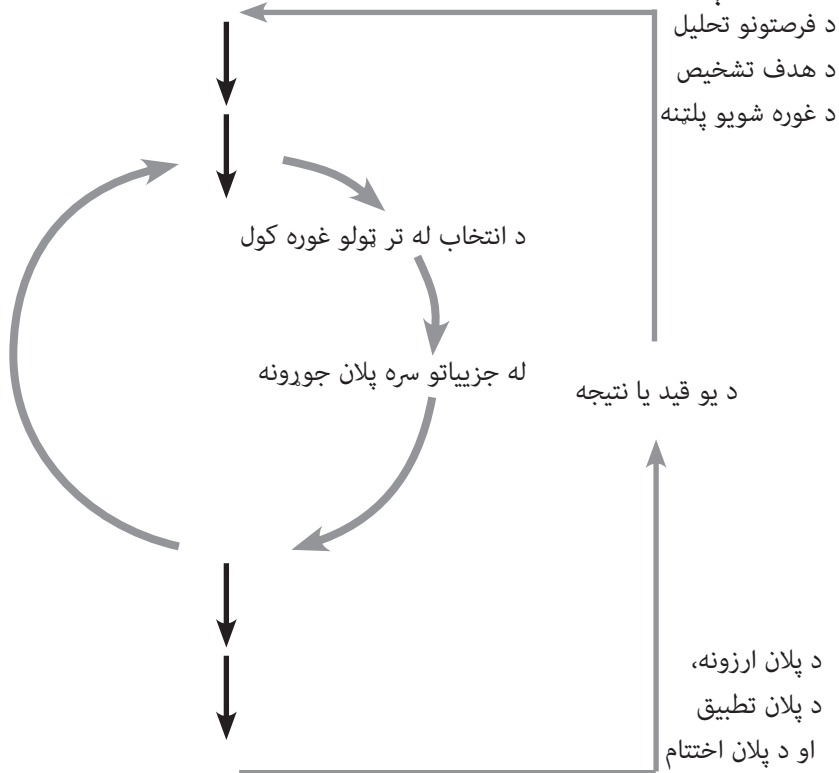 د فرصتونو تحلیل
د هدف تشخیص
د غوره شویو پلټنه
د انتخاب له تر ټولو غوره کول
له جزییاتو سره پلان جوړونه
د یو قید یا نتیجه
د پلان ارزونه،
د پلان تطبیق
او د پلان اختتام